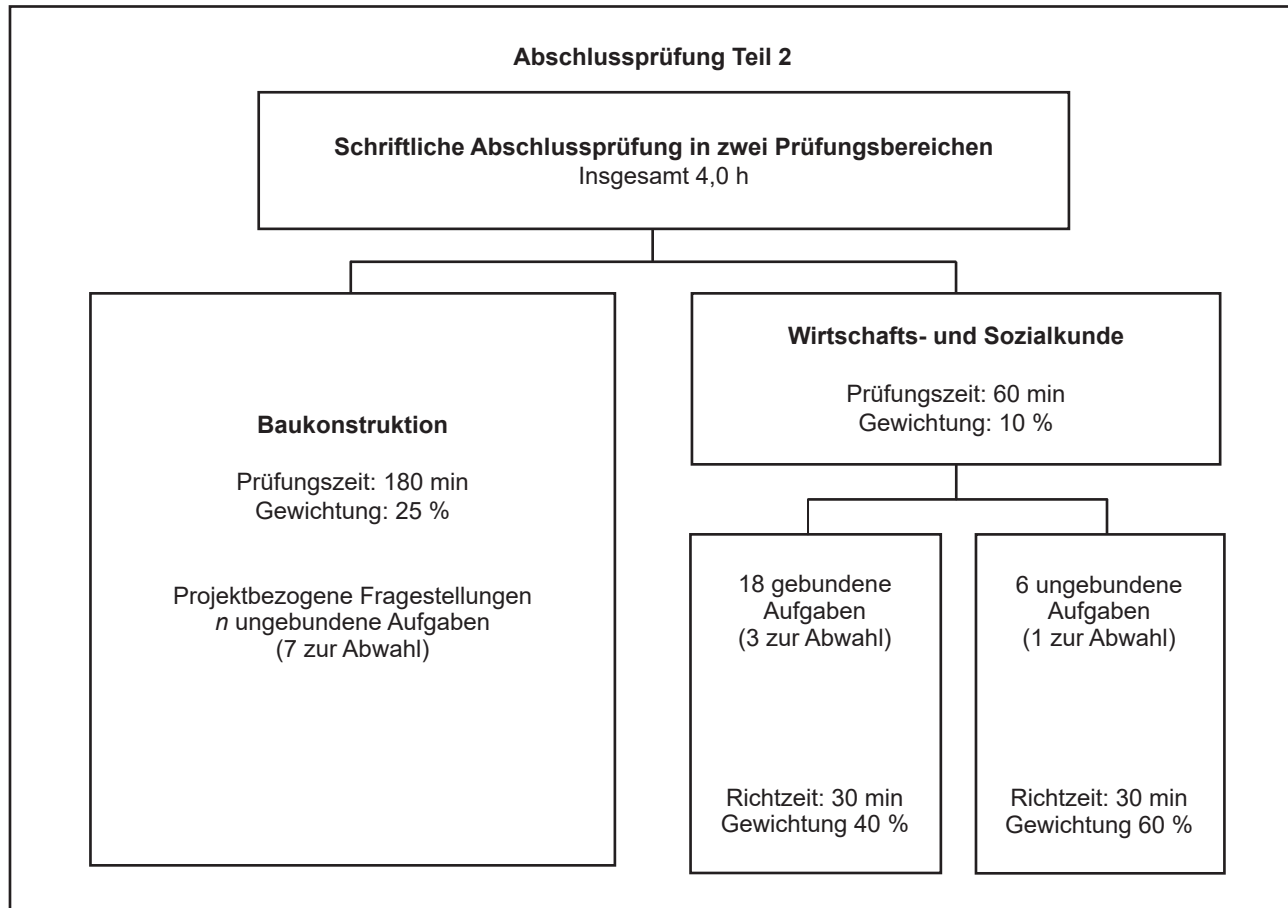 Abschlussprüfung Teil 2
Schriftliche Abschlussprüfung in zwei Prüfungsbereichen
Insgesamt 4,0 h
Baukonstruktion
Prüfungszeit: 180 min
Gewichtung: 25 %
Projektbezogene Fragestellungen
n ungebundene Aufgaben
(7 zur Abwahl)
Wirtschafts- und Sozialkunde
Prüfungszeit: 60 min
Gewichtung: 10 %
18 gebundene
Aufgaben
(3 zur Abwahl)
Richtzeit: 30 min
Gewichtung 40 %
6 ungebundene
Aufgaben
(1 zur Abwahl)
Richtzeit: 30 min
Gewichtung 60 %